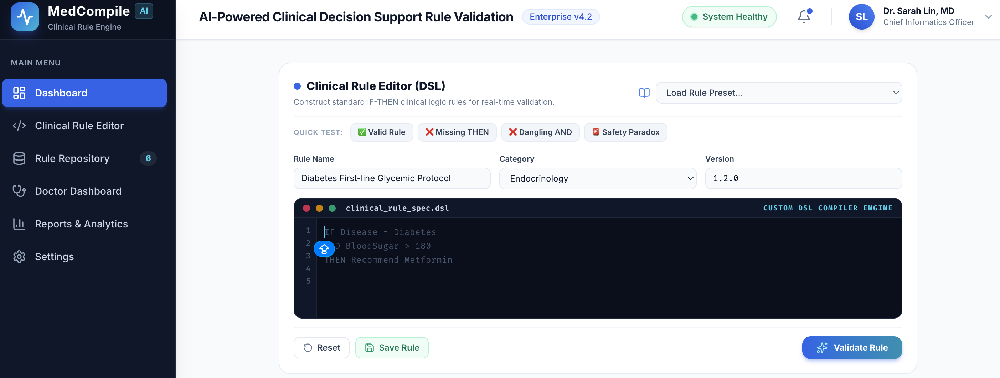 MedCompile AI
Clinical Rule Engine
MAIN MENU
Dashboard
Clinical Rule Editor
Rule Repository 6
Doctor Dashboard
Reports & Analytics
Settings
AI-Powered Clinical Decision Support Rule Validation Enterprise v4.2
System Healthy
SL
Dr. Sarah Lin, MD
Chief Informatics Officer
Clinical Rule Editor (DSL)
Construct standard IF-THEN clinical logic rules for real-time validation.
Load Rule Preset...
QUICK TEST: Valid Rule Missing THEN Dangling AND Safety Paradox
Rule Name Category Version
Diabetes First-line Glycemic Protocol Endocrinology 1.2.0
clinical_rule_spec.dsl CUSTOM DSL COMPILER ENGINE
1 IF Disease = Diabetes
2 D BloodSugar > 180
3 THEN Recommend Metformin
4
5
Reset Save Rule Validate Rule